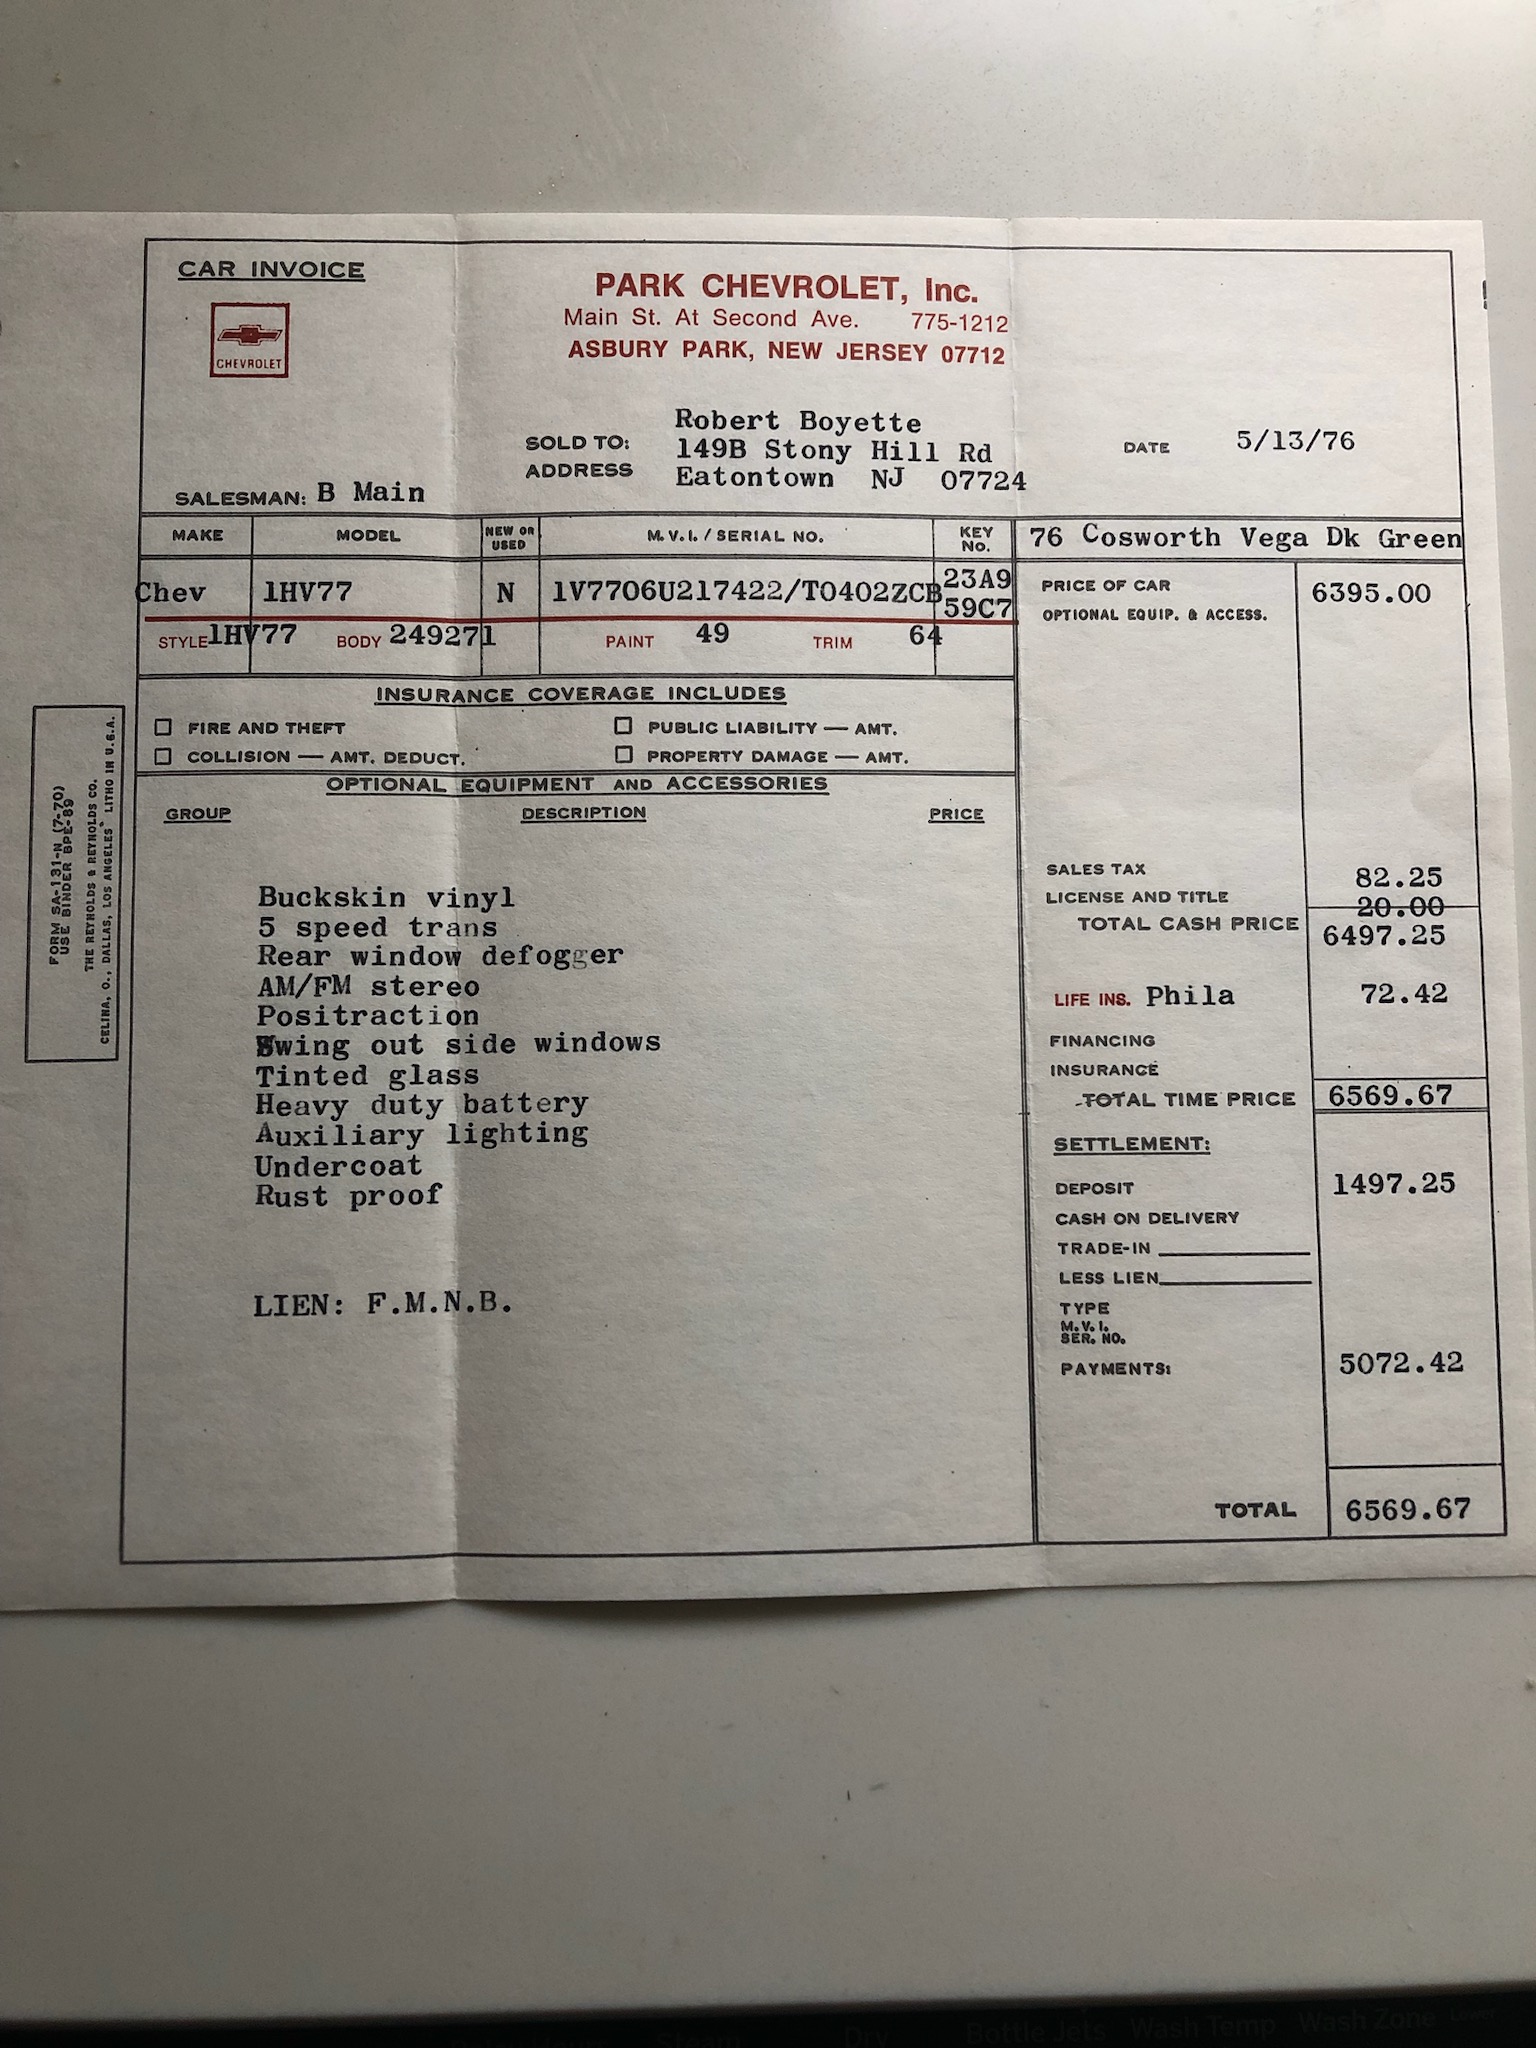 CAR INVOICE
CHEVROLET
PARK CHEVROLET, Inc.
Main St. At Second Ave. 775-1212
ASBURY PARK, NEW JERSEY 07712
SOLD TO: Robert Boyette
ADDRESS 149B Stony Hill Rd
Eatontown NJ 07724
DATE 5/13/76
SALESMAN: B Main
MAKE MODEL NEW OR USED M.V.I. / SERIAL NO. KEY NO.
76 Cosworth Vega Dk Green
Chev 1HV77 N 1V7706U217422/T0402ZCB 23A9
59C7
STYLE 1HV77 BODY 249271 PAINT 49 TRIM 64
INSURANCE COVERAGE INCLUDES
FIRE AND THEFT PUBLIC LIABILITY — AMT.
COLLISION — AMT. DEDUCT. PROPERTY DAMAGE — AMT.
OPTIONAL EQUIPMENT AND ACCESSORIES
GROUP DESCRIPTION PRICE
Buckskin vinyl
5 speed trans
Rear window defogger
AM/FM stereo
Positraction
Swing out side windows
Tinted glass
Heavy duty battery
Auxiliary lighting
Undercoat
Rust proof
LIEN: F.M.N.B.
PRICE OF CAR 6395.00
OPTIONAL EQUIP. & ACCESS.
SALES TAX 82.25
LICENSE AND TITLE 20.00
TOTAL CASH PRICE 6497.25
LIFE INS. Phila 72.42
FINANCING
INSURANCE
TOTAL TIME PRICE 6569.67
SETTLEMENT:
DEPOSIT 1497.25
CASH ON DELIVERY
TRADE-IN
LESS LIEN
TYPE
M.V.I.
SER. NO.
PAYMENTS: 5072.42
TOTAL 6569.67
FORM SA-131-N (7-70)
USE BINDER BPE-89
THE REYNOLDS & REYNOLDS CO.
CELINA, O., DALLAS, LOS ANGELES LITHO IN U.S.A.
Dry Bottle Jets Wash Temp Wash Zone Lower